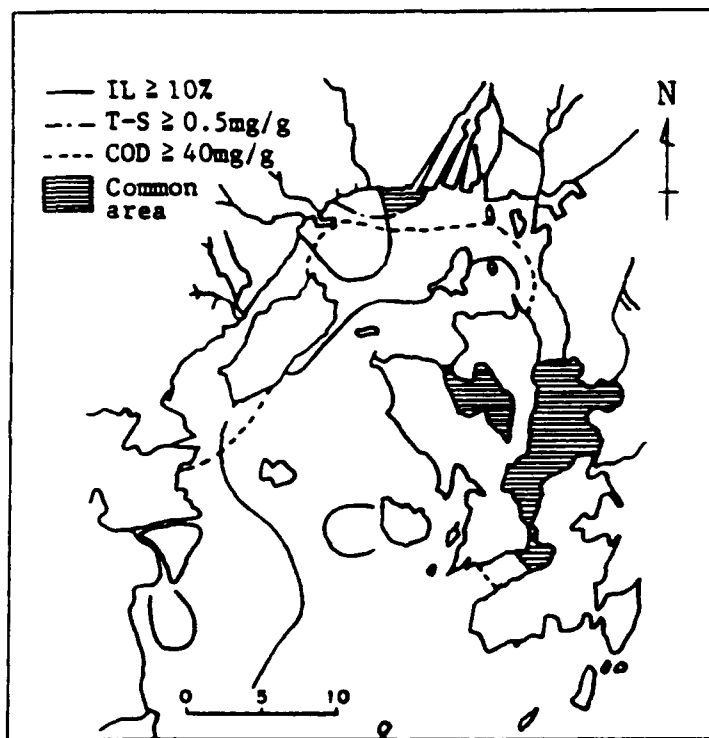 IL ≧ 10%
T-S ≧ 0.5mg/g
COD ≧ 40mg/g
Common
area
N
0 5 10